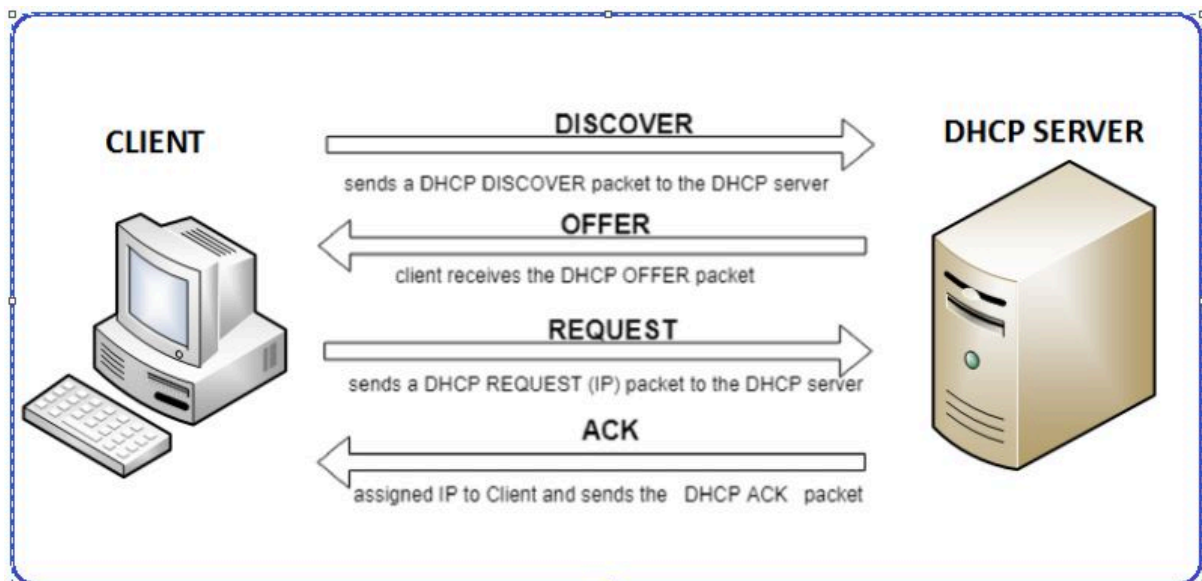 CLIENT
DHCP SERVER
DISCOVER
sends a DHCP DISCOVER packet to the DHCP server
OFFER
client receives the DHCP OFFER packet
REQUEST
sends a DHCP REQUEST (IP) packet to the DHCP server
ACK
assigned IP to Client and sends the DHCP ACK packet